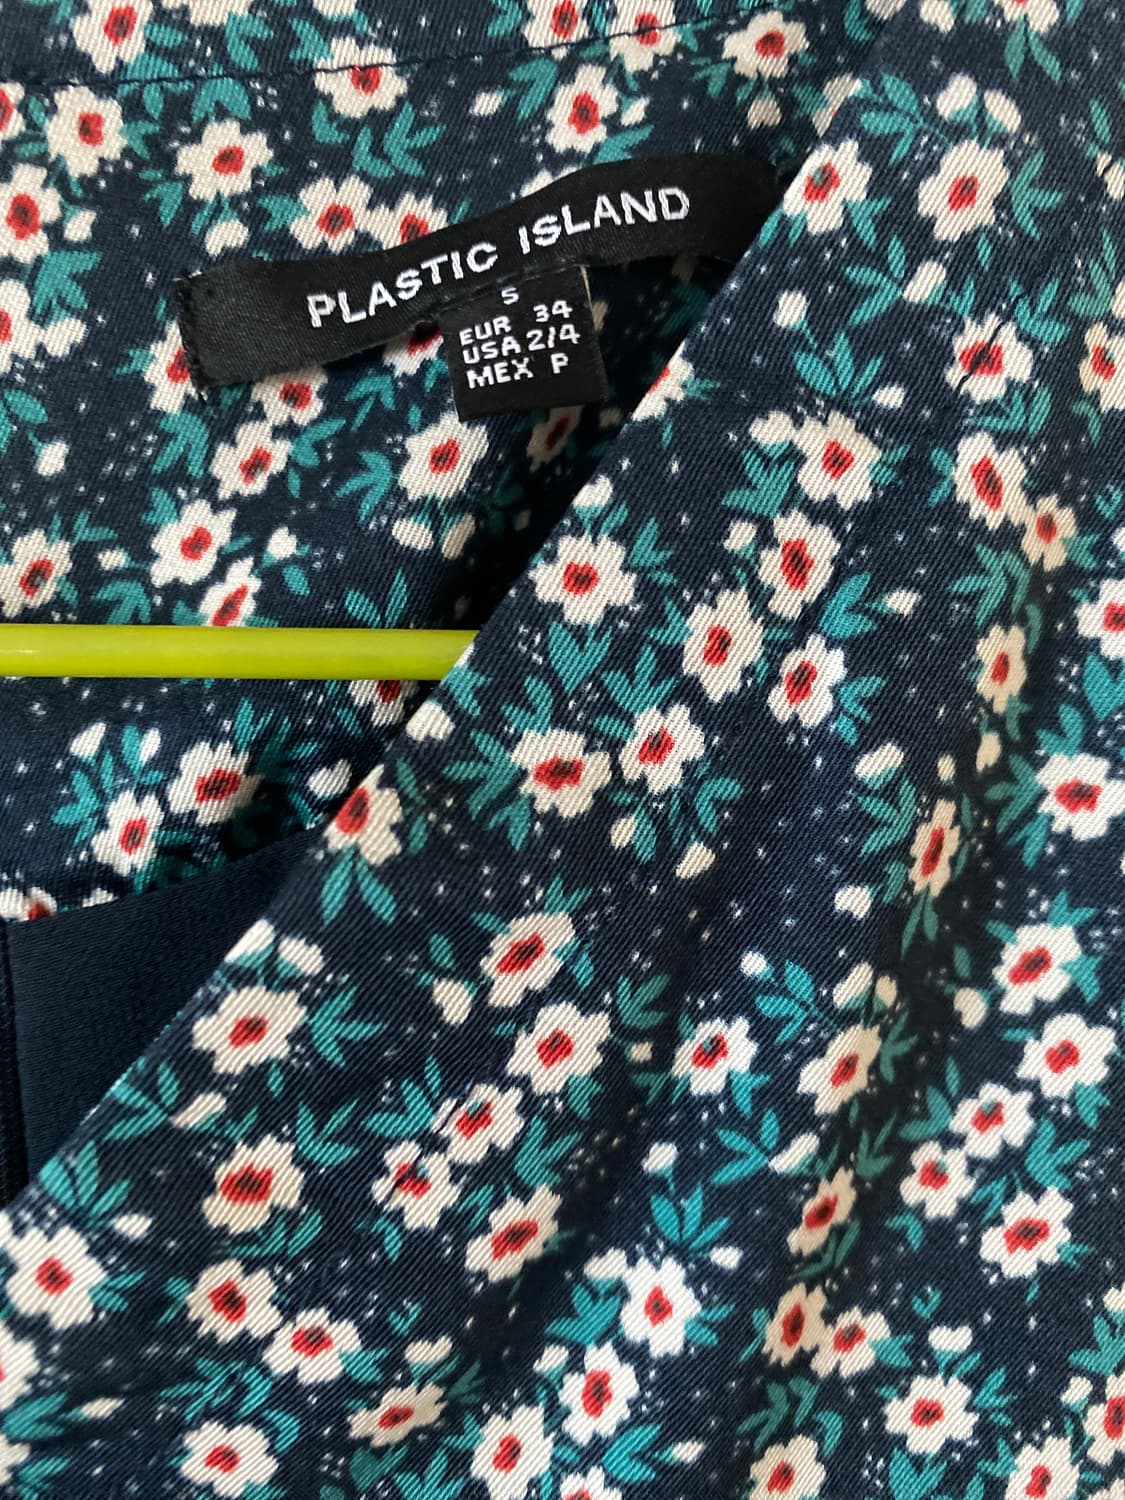 PLASTIC ISLAND
S
EUR 34
USA 2/4
MEX P